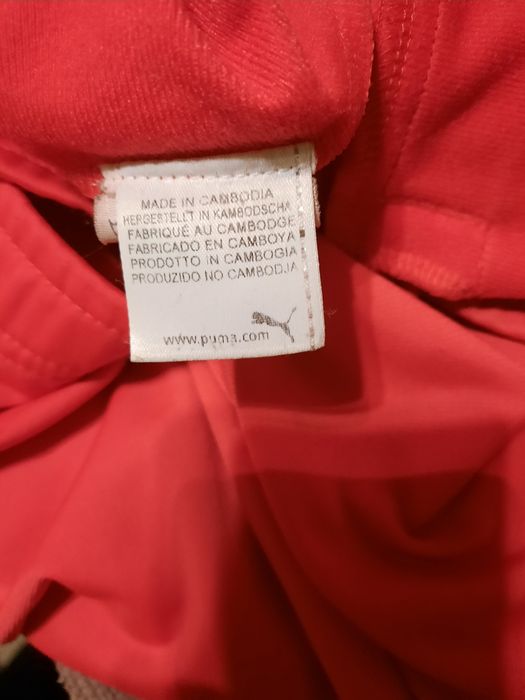 MADE IN CAMBODIA
HERGESTELLT IN KAMBODSCHA
FABRIQUÉ AU CAMBODGE
FABRICADO EN CAMBOYA
PRODOTTO IN CAMBOGIA
PRODUZIDO NO CAMBODJA
www.puma.com